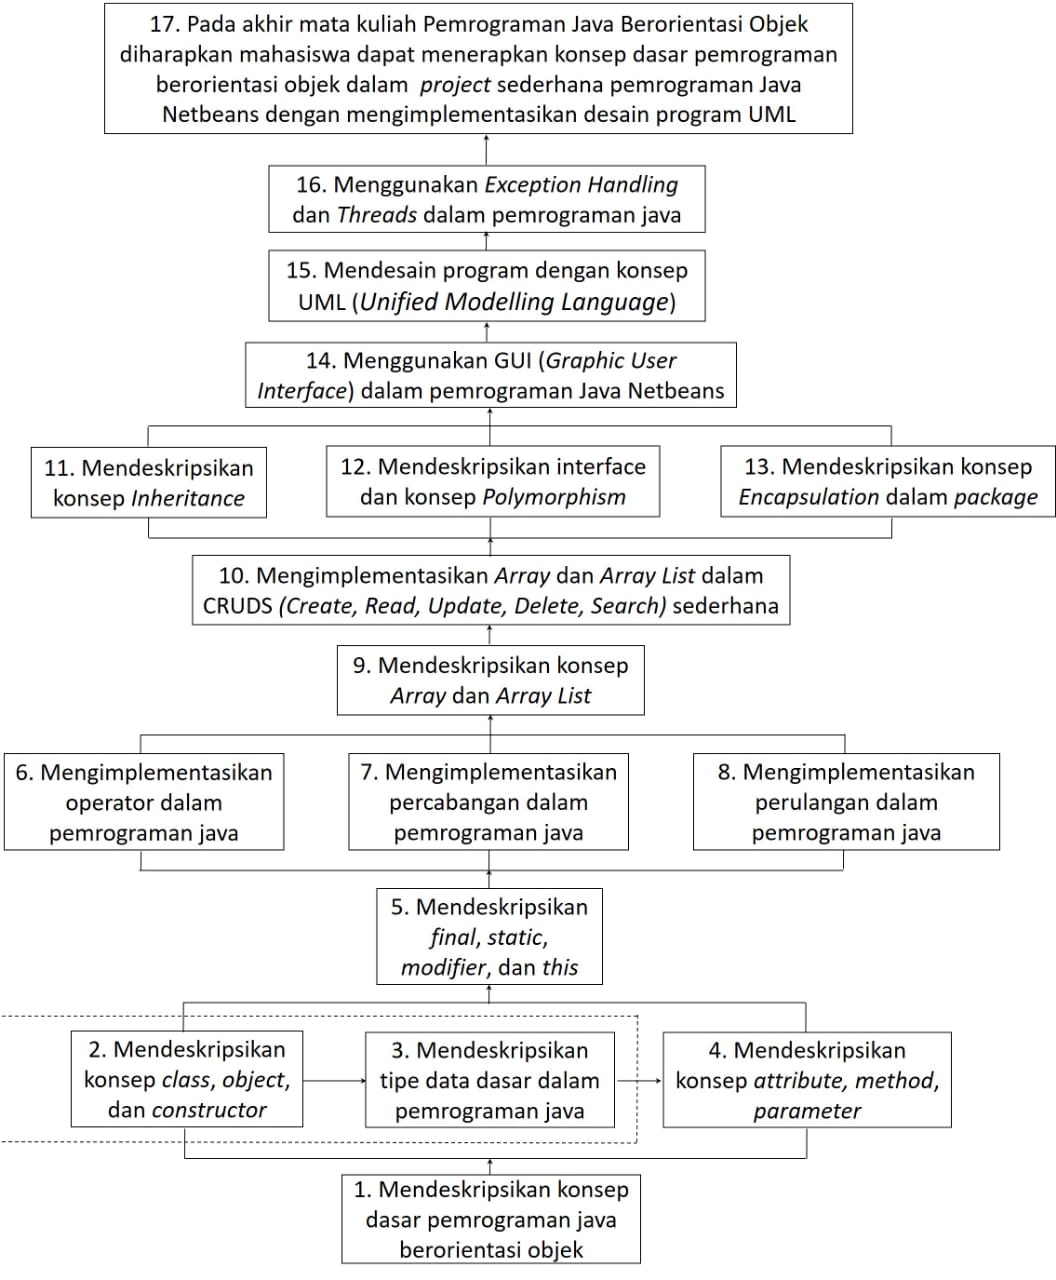 17. Pada akhir mata kuliah Pemrograman Java Berorientasi Objek
diharapkan mahasiswa dapat menerapkan konsep dasar pemrograman
berorientasi objek dalam project sederhana pemrograman Java
Netbeans dengan mengimplementasikan desain program UML
16. Menggunakan Exception Handling
dan Threads dalam pemrograman java
15. Mendesain program dengan konsep
UML (Unified Modelling Language)
14. Menggunakan GUI (Graphic User
Interface) dalam pemrograman Java Netbeans
11. Mendeskripsikan
konsep Inheritance
12. Mendeskripsikan interface
dan konsep Polymorphism
13. Mendeskripsikan konsep
Encapsulation dalam package
10. Mengimplementasikan Array dan Array List dalam
CRUDS (Create, Read, Update, Delete, Search) sederhana
9. Mendeskripsikan konsep
Array dan Array List
6. Mengimplementasikan
operator dalam
pemrograman java
7. Mengimplementasikan
percabangan dalam
pemrograman java
8. Mengimplementasikan
perulangan dalam
pemrograman java
5. Mendeskripsikan
final, static,
modifier, dan this
2. Mendeskripsikan
konsep class, object,
dan constructor
3. Mendeskripsikan
tipe data dasar dalam
pemrograman java
4. Mendeskripsikan
konsep attribute, method,
parameter
1. Mendeskripsikan konsep
dasar pemrograman java
berorientasi objek